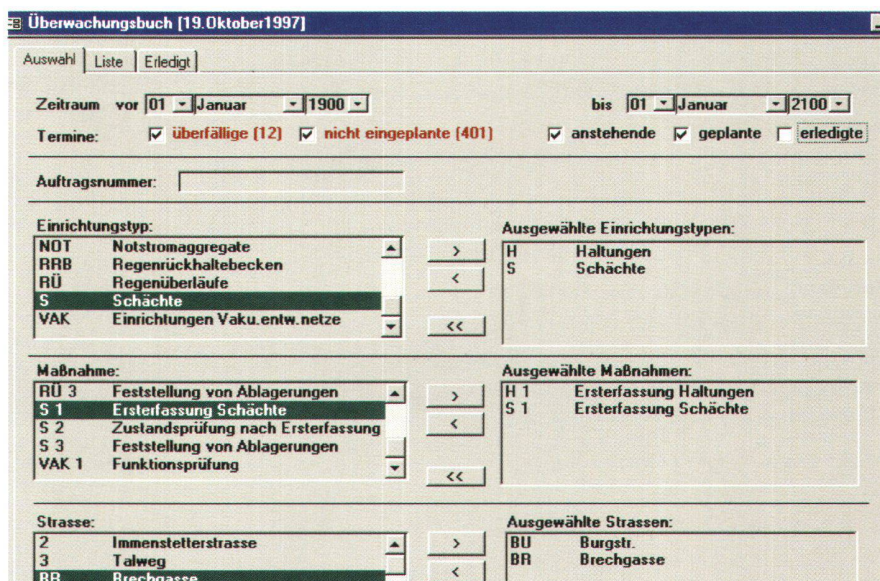 Überwachungsbuch [19.Oktober1997]
Auswahl Liste Erledigt
Zeitraum vor 01 Januar 1900 bis 01 Januar 2100
Termine: überfällige (12) nicht eingeplante (401) anstehende geplante erledigte
Auftragsnummer:
Einrichtungstyp:
NOT Notstromaggregate
RRB Regenrückhaltebecken
RÜ Regenüberläufe
S Schächte
VAK Einrichtungen Vaku.entw.netze
>
<
<<
Ausgewählte Einrichtungstypen:
H Haltungen
S Schächte
Maßnahme:
RÜ 3 Feststellung von Ablagerungen
S 1 Ersterfassung Schächte
S 2 Zustandsprüfung nach Ersterfassung
S 3 Feststellung von Ablagerungen
VAK 1 Funktionsprüfung
>
<
<<
Ausgewählte Maßnahmen:
H 1 Ersterfassung Haltungen
S 1 Ersterfassung Schächte
Strasse:
2 Immenstetterstrasse
3 Talweg
BR Brechgasse
>
<
Ausgewählte Strassen:
BU Burgstr.
BR Brechgasse